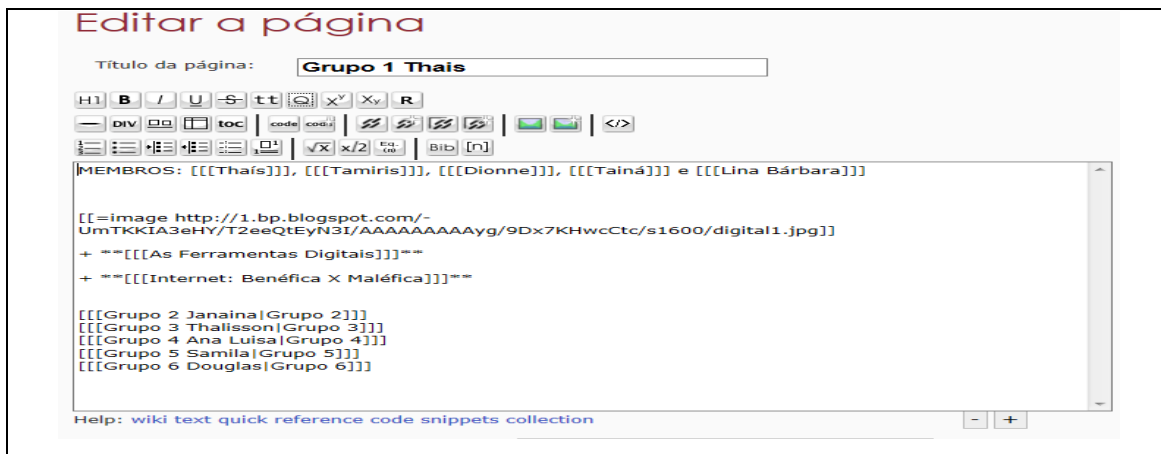 Editar a página
Título da página: Grupo 1 Thais
H1 B I U S tt Q x^y X_y R
DIV toc code code </>
√x x/2 Eq. Bib [n]
MEMBROS: [[[Thaís]]], [[[Tamiris]]], [[[Dionne]]], [[[Tainá]]] e [[[Lina Bárbara]]]
[[=image http://1.bp.blogspot.com/-
UmTKKIA3eHY/T2eeQtEyN3I/AAAAAAAAAyg/9Dx7KHwcCtc/s1600/digital1.jpg]]
+ **[[[As Ferramentas Digitais]]]**
+ **[[[Internet: Benéfica X Maléfica]]]**
[[[Grupo 2 Janaina|Grupo 2]]]
[[[Grupo 3 Thalisson|Grupo 3]]]
[[[Grupo 4 Ana Luisa|Grupo 4]]]
[[[Grupo 5 Samila|Grupo 5]]]
[[[Grupo 6 Douglas|Grupo 6]]]
Help: wiki text quick reference code snippets collection - +